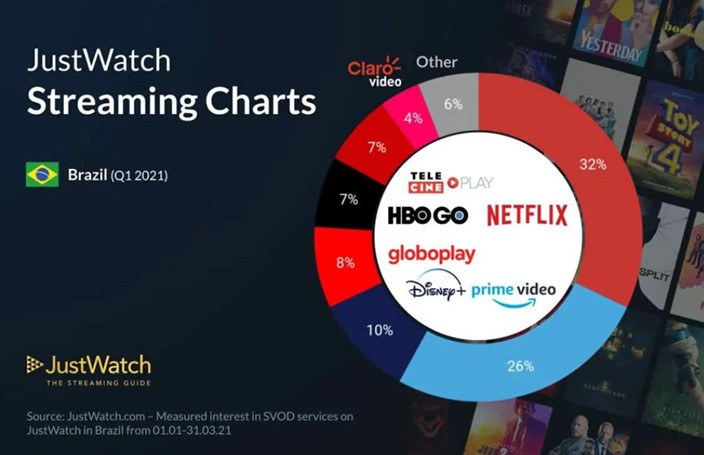 JustWatch
Streaming Charts
Brazil (Q1 2021)
Claro
video
Other
6%
4%
7%
7%
8%
10%
26%
32%
TELE
CINE PLAY
HBO GO
NETFLIX
globoplay
Disney+
prime video
YESTERDAY
TOY
STORY
4
SPLIT
JustWatch
THE STREAMING GUIDE
Source: JustWatch.com – Measured interest in SVOD services on
JustWatch in Brazil from 01.01-31.03.21